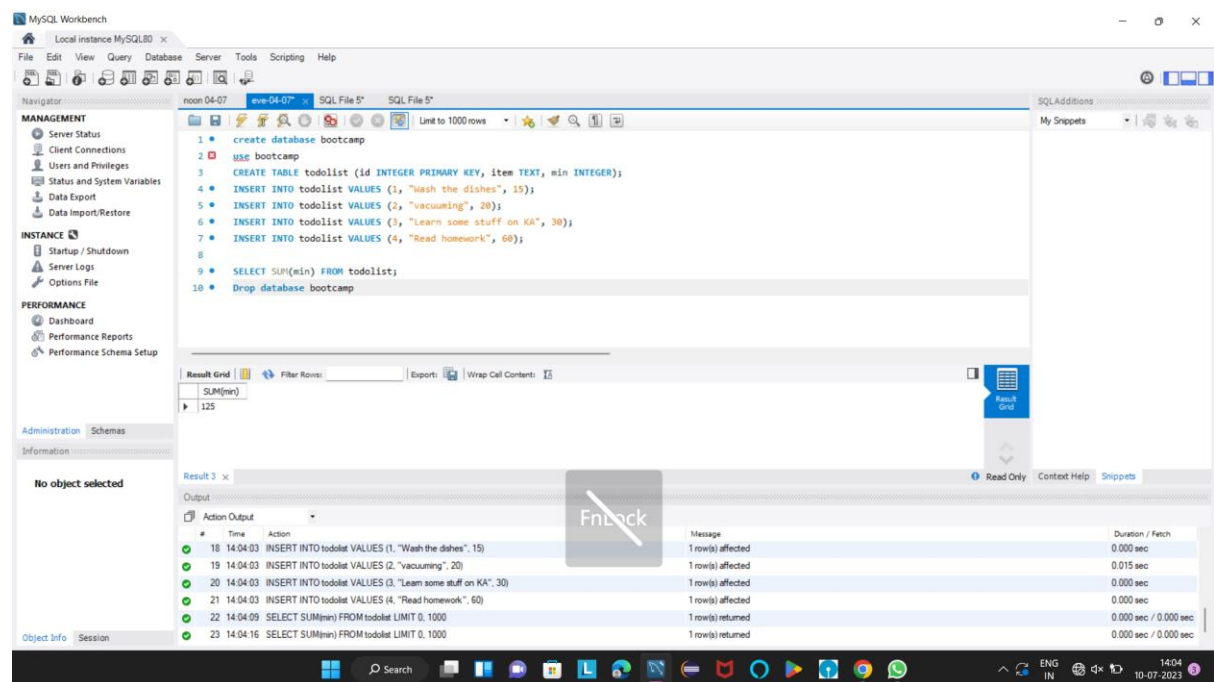 MySQL Workbench
Local instance MySQL80
File Edit View Query Database Server Tools Scripting Help
Navigator
MANAGEMENT
Server Status
Client Connections
Users and Privileges
Status and System Variables
Data Export
Data Import/Restore
INSTANCE
Startup / Shutdown
Server Logs
Options File
PERFORMANCE
Dashboard
Performance Reports
Performance Schema Setup
Administration Schemas
Information
No object selected
Object Info Session
noon 04-07 eve-04-07* SQL File 5* SQL File 5*
Limit to 1000 rows
1 create database bootcamp
2 use bootcamp
3 CREATE TABLE todolist (id INTEGER PRIMARY KEY, item TEXT, min INTEGER);
4 INSERT INTO todolist VALUES (1, "Wash the dishes", 15);
5 INSERT INTO todolist VALUES (2, "vacuuming", 20);
6 INSERT INTO todolist VALUES (3, "Learn some stuff on KA", 30);
7 INSERT INTO todolist VALUES (4, "Read homework", 60);
8
9 SELECT SUM(min) FROM todolist;
10 Drop database bootcamp
Result Grid Filter Rows: Export: Wrap Cell Content:
SUM(min)
125
Result Grid
Result 3 Read Only
SQLAdditions
My Snippets
Context Help Snippets
Output
Action Output
# Time Action Message Duration / Fetch
18 14:04:03 INSERT INTO todolist VALUES (1, "Wash the dishes", 15) 1 row(s) affected 0.000 sec
19 14:04:03 INSERT INTO todolist VALUES (2, "vacuuming", 20) 1 row(s) affected 0.015 sec
20 14:04:03 INSERT INTO todolist VALUES (3, "Learn some stuff on KA", 30) 1 row(s) affected 0.000 sec
21 14:04:03 INSERT INTO todolist VALUES (4, "Read homework", 60) 1 row(s) affected 0.000 sec
22 14:04:09 SELECT SUM(min) FROM todolist LIMIT 0, 1000 1 row(s) returned 0.000 sec / 0.000 sec
23 14:04:16 SELECT SUM(min) FROM todolist LIMIT 0, 1000 1 row(s) returned 0.000 sec / 0.000 sec
FnLock
Search
L
ENG
IN
14:04
10-07-2023
3